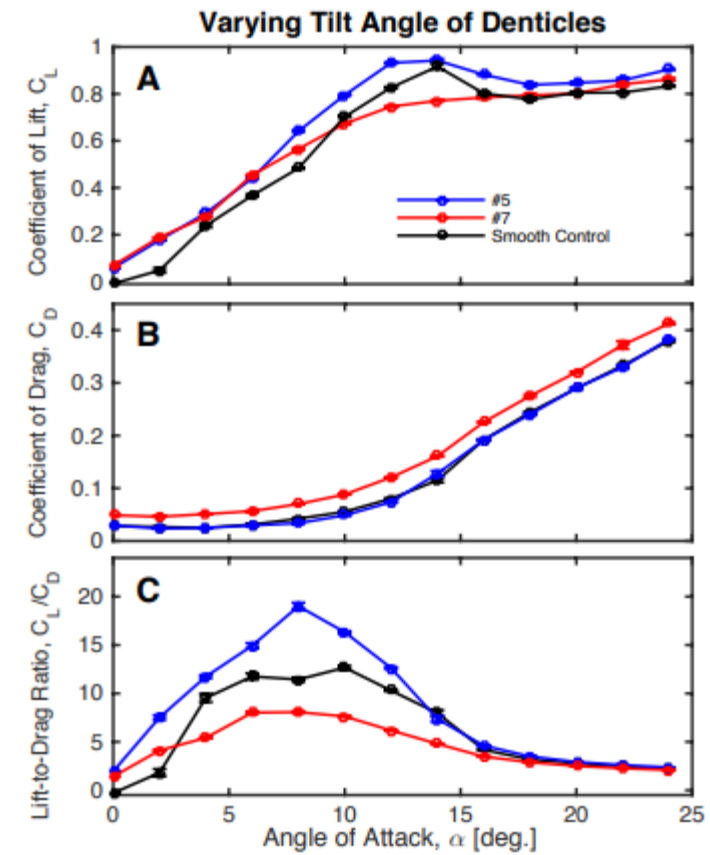 Varying Tilt Angle of Denticles
A
Coefficient of Lift, C_L
1
0.8
0.6
0.4
0.2
0
#5
#7
Smooth Control
B
Coefficient of Drag, C_D
0.4
0.3
0.2
0.1
0
C
Lift-to-Drag Ratio, C_L/C_D
20
15
10
5
0
0 5 10 15 20 25
Angle of Attack, α [deg.]